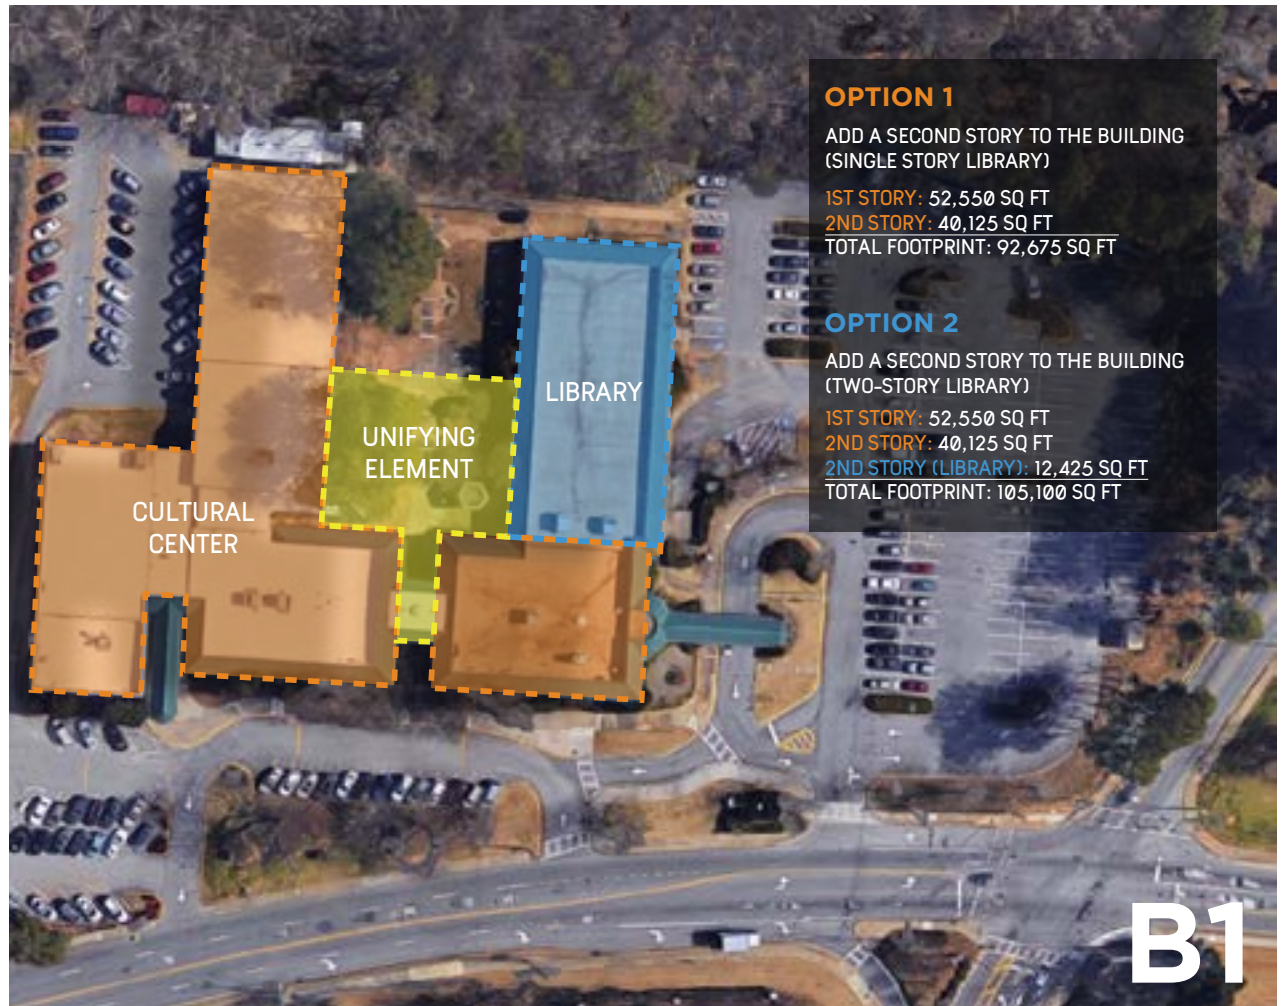 OPTION 1
ADD A SECOND STORY TO THE BUILDING
(SINGLE STORY LIBRARY)
1ST STORY: 52,550 SQ FT
2ND STORY: 40,125 SQ FT
TOTAL FOOTPRINT: 92,675 SQ FT
OPTION 2
ADD A SECOND STORY TO THE BUILDING
(TWO-STORY LIBRARY)
1ST STORY: 52,550 SQ FT
2ND STORY: 40,125 SQ FT
2ND STORY (LIBRARY): 12,425 SQ FT
TOTAL FOOTPRINT: 105,100 SQ FT
LIBRARY
UNIFYING
ELEMENT
CULTURAL
CENTER
B1